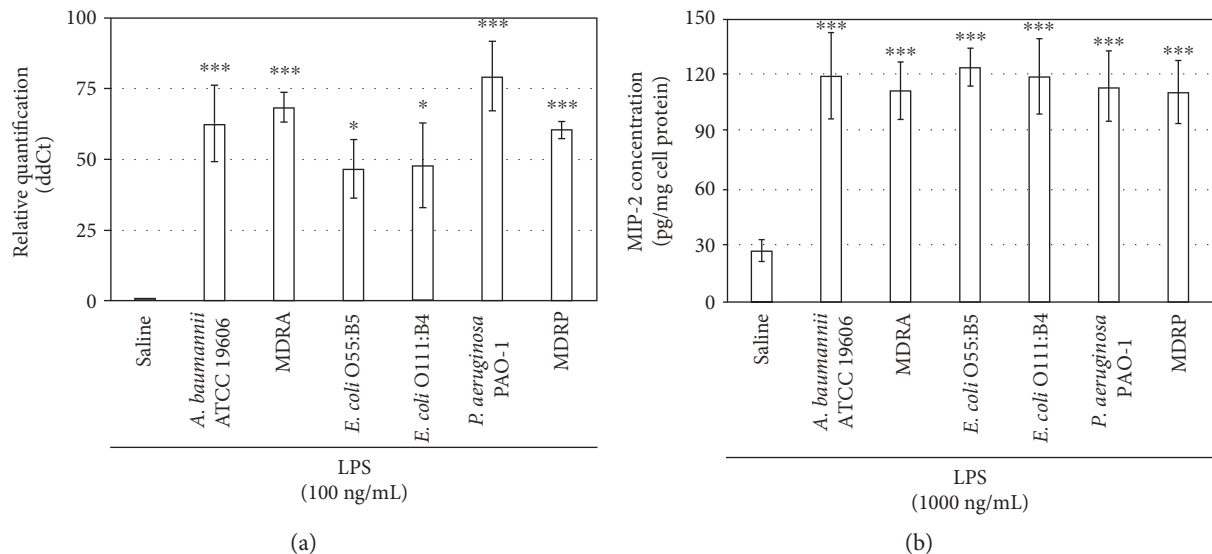 Relative quantification
(ddCt)
100
75
50
25
0
***
***
*
*
***
***
Saline
A. baumannii
ATCC 19606
MDRA
E. coli O55:B5
E. coli O111:B4
P. aeruginosa
PAO-1
MDRP
LPS
(100 ng/mL)
(a)
MIP-2 concentration
(pg/mg cell protein)
150
120
90
60
30
0
***
***
***
***
***
***
Saline
A. baumannii
ATCC 19606
MDRA
E. coli O55:B5
E. coli O111:B4
P. aeruginosa
PAO-1
MDRP
LPS
(1000 ng/mL)
(b)